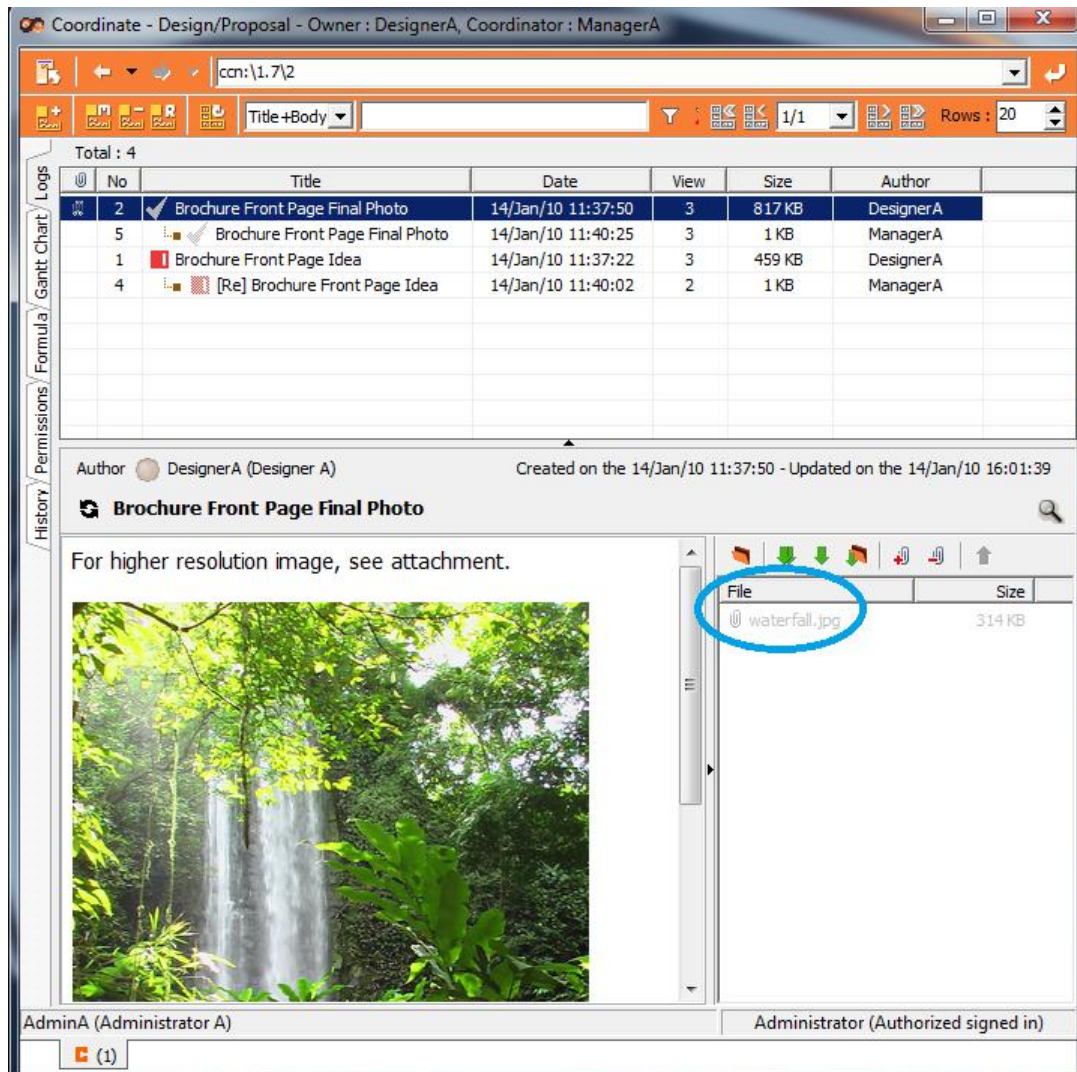 Coordinate - Design/Proposal - Owner : DesignerA, Coordinator : ManagerA
ccn:\1.7\2
Title+Body 1/1 Rows : 20
Total : 4
No Title Date View Size Author
2 Brochure Front Page Final Photo 14/Jan/10 11:37:50 3 817 KB DesignerA
5 Brochure Front Page Final Photo 14/Jan/10 11:40:25 3 1 KB ManagerA
1 Brochure Front Page Idea 14/Jan/10 11:37:22 3 459 KB DesignerA
4 [Re] Brochure Front Page Idea 14/Jan/10 11:40:02 2 1 KB ManagerA
Logs
Gantt Chart
Formula
Permissions
History
Author DesignerA (Designer A) Created on the 14/Jan/10 11:37:50 - Updated on the 14/Jan/10 16:01:39
Brochure Front Page Final Photo
For higher resolution image, see attachment.
File Size
waterfall.jpg 314 KB
AdminA (Administrator A) Administrator (Authorized signed in)
(1)